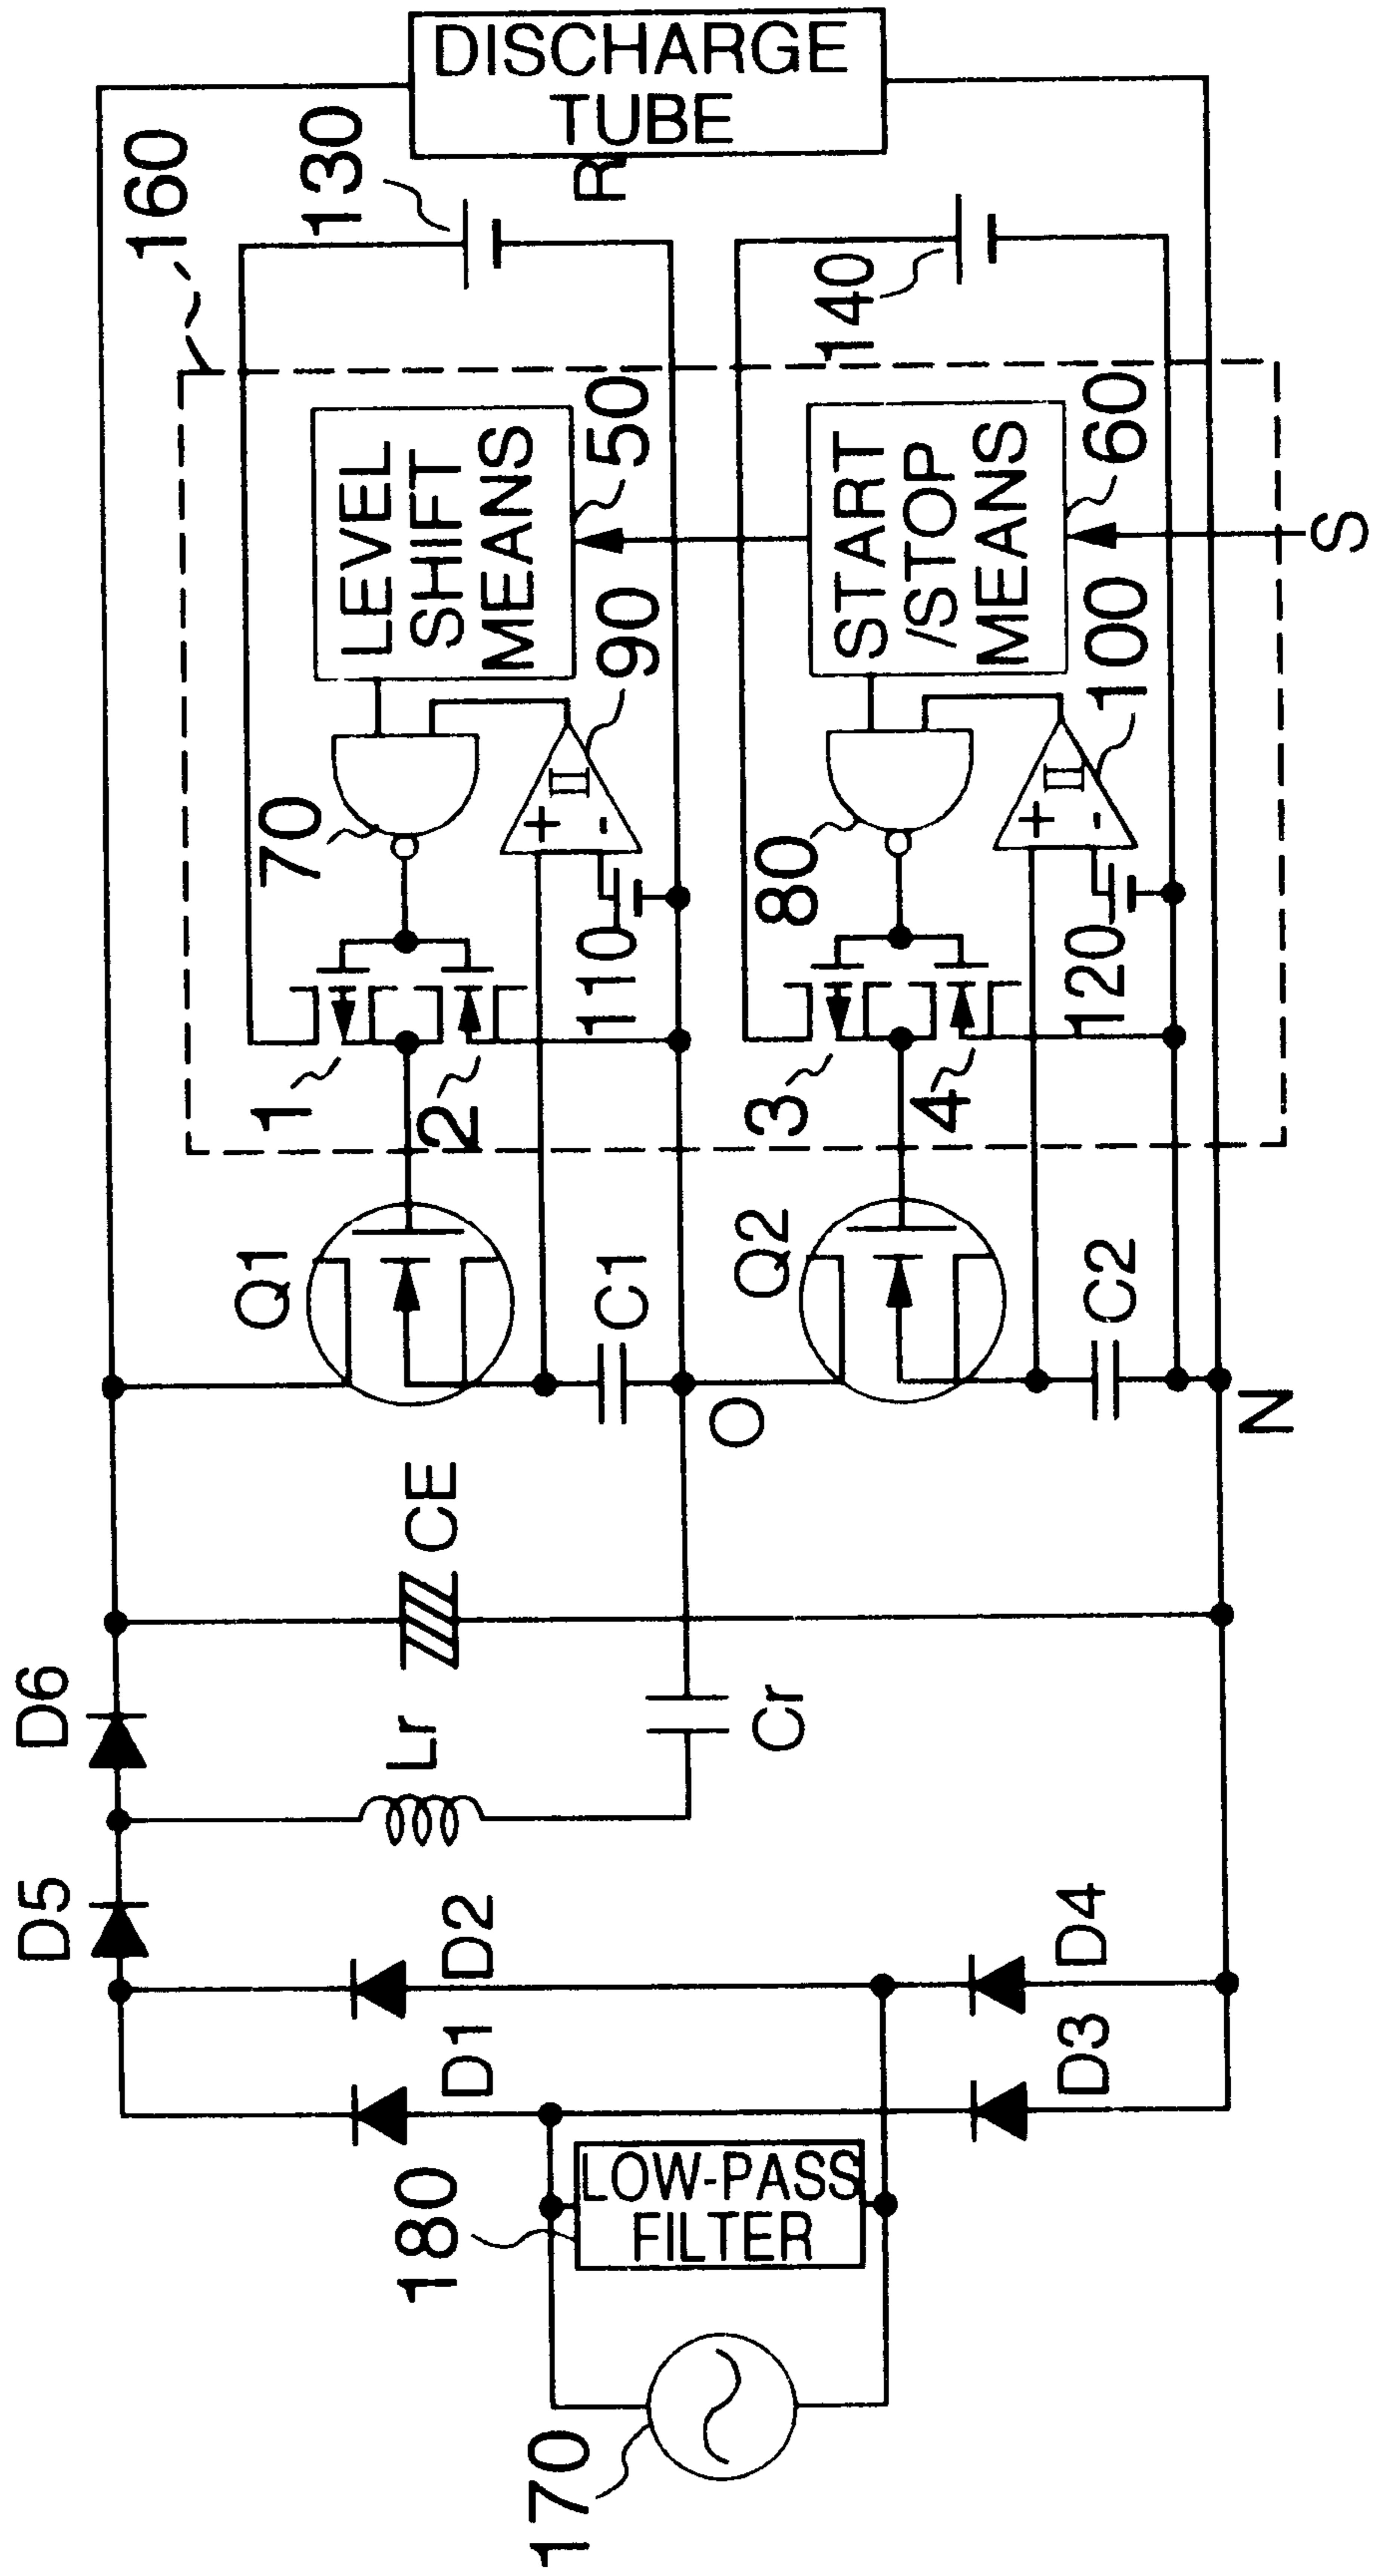 DISCHARGE
TUBE
R
160
130
140
LEVEL
SHIFT
MEANS
50
START
/STOP
MEANS
60
S
90
100
70
80
+
-
+
-
110
120
1
2
3
4
Q1
C1
Q2
C2
O
N
CE
D6
Lr
Cr
D5
D2
D4
D1
D3
180
LOW-PASS
FILTER
170